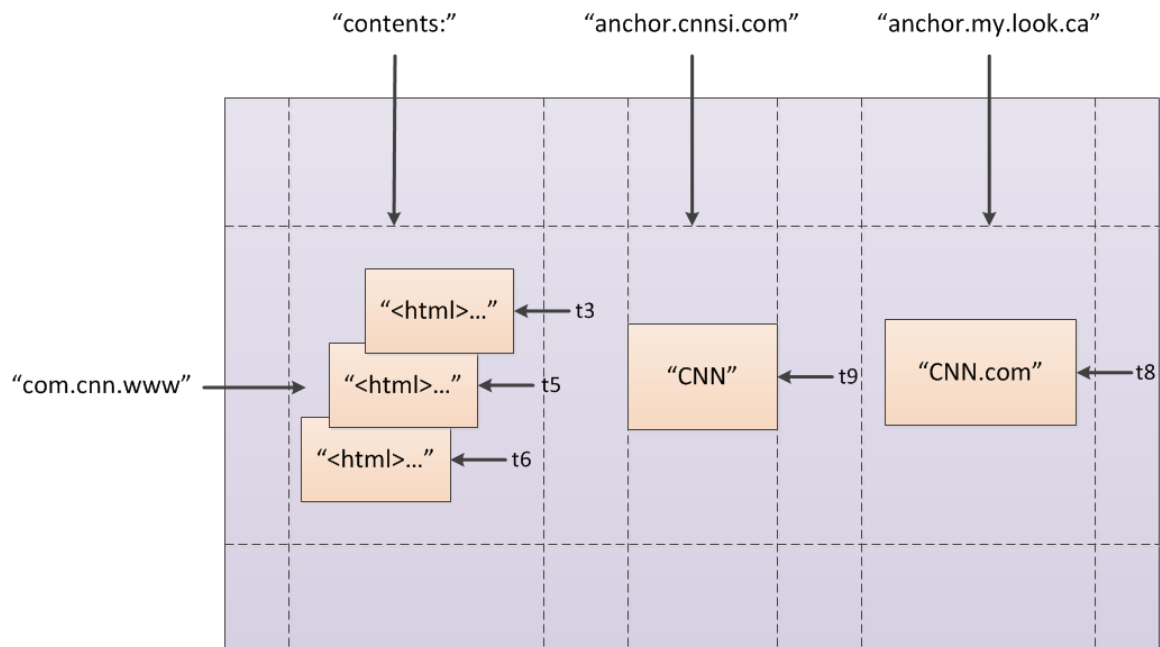 “contents:”
“anchor.cnnsi.com”
“anchor.my.look.ca”
“<html>...”
t3
“com.cnn.www”
“<html>...”
t5
“CNN”
t9
“CNN.com”
t8
“<html>...”
t6